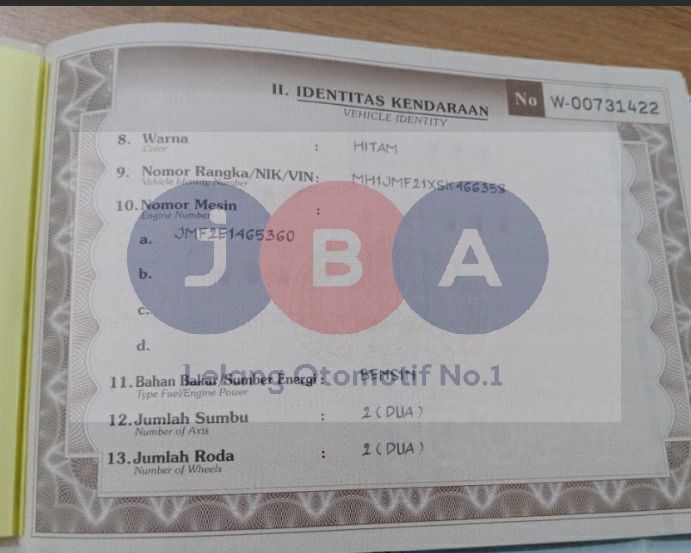 II. IDENTITAS KENDARAAN
VEHICLE IDENTITY
No W-00731422
8. Warna : HITAM
Color
9. Nomor Rangka/NIK/VIN : MH1JMF21XSK466358
Vehicle Identity Number
10. Nomor Mesin :
Engine Number
a. JMF2E1465360
b.
c.
d.
JBA
Lelang Otomotif No.1
11. Bahan Bakar/Sumber Energi : BENSIN
Type Fuel/Engine Power
12. Jumlah Sumbu : 2 (DUA)
Number of Axis
13. Jumlah Roda : 2 (DUA)
Number of Wheels